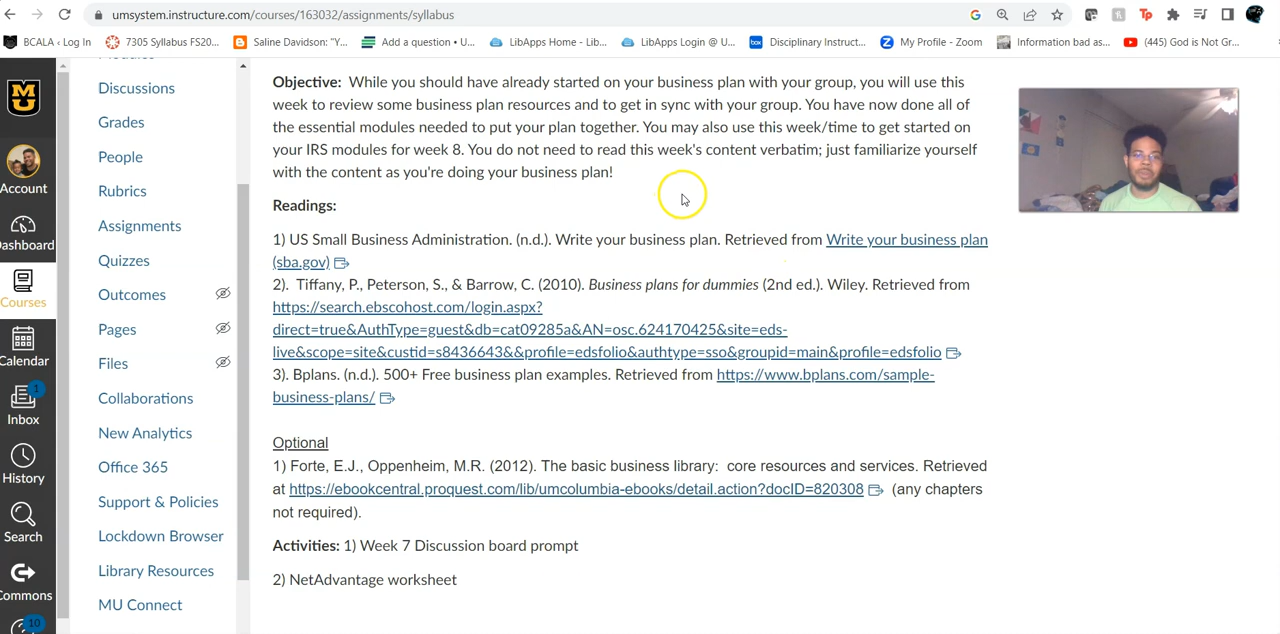 umsystem.instructure.com/courses/163032/assignments/syllabus
BCALA ‹ Log In
7305 Syllabus FS20...
Saline Davidson: "Y...
Add a question • U...
LibApps Home - Lib...
LibApps Login @ U...
box
Disciplinary Instruct...
My Profile - Zoom
Information bad as...
(445) God is Not Gr...
Account
Dashboard
Courses
Calendar
1
Inbox
History
Search
Commons
10
Modules
Discussions
Grades
People
Rubrics
Assignments
Quizzes
Outcomes
Pages
Files
Collaborations
New Analytics
Office 365
Support & Policies
Lockdown Browser
Library Resources
MU Connect
Objective: While you should have already started on your business plan with your group, you will use this
week to review some business plan resources and to get in sync with your group. You have now done all of
the essential modules needed to put your plan together. You may also use this week/time to get started on
your IRS modules for week 8. You do not need to read this week's content verbatim; just familiarize yourself
with the content as you're doing your business plan!
Readings:
1) US Small Business Administration. (n.d.). Write your business plan. Retrieved from Write your business plan
(sba.gov)
2). Tiffany, P., Peterson, S., & Barrow, C. (2010). Business plans for dummies (2nd ed.). Wiley. Retrieved from
https://search.ebscohost.com/login.aspx?
direct=true&AuthType=guest&db=cat09285a&AN=osc.624170425&site=eds-
live&scope=site&custid=s8436643&&profile=edsfolio&authtype=sso&groupid=main&profile=edsfolio
3). Bplans. (n.d.). 500+ Free business plan examples. Retrieved from https://www.bplans.com/sample-
business-plans/
Optional
1) Forte, E.J., Oppenheim, M.R. (2012). The basic business library: core resources and services. Retrieved
at https://ebookcentral.proquest.com/lib/umcolumbia-ebooks/detail.action?docID=820308 (any chapters
not required).
Activities: 1) Week 7 Discussion board prompt
2) NetAdvantage worksheet